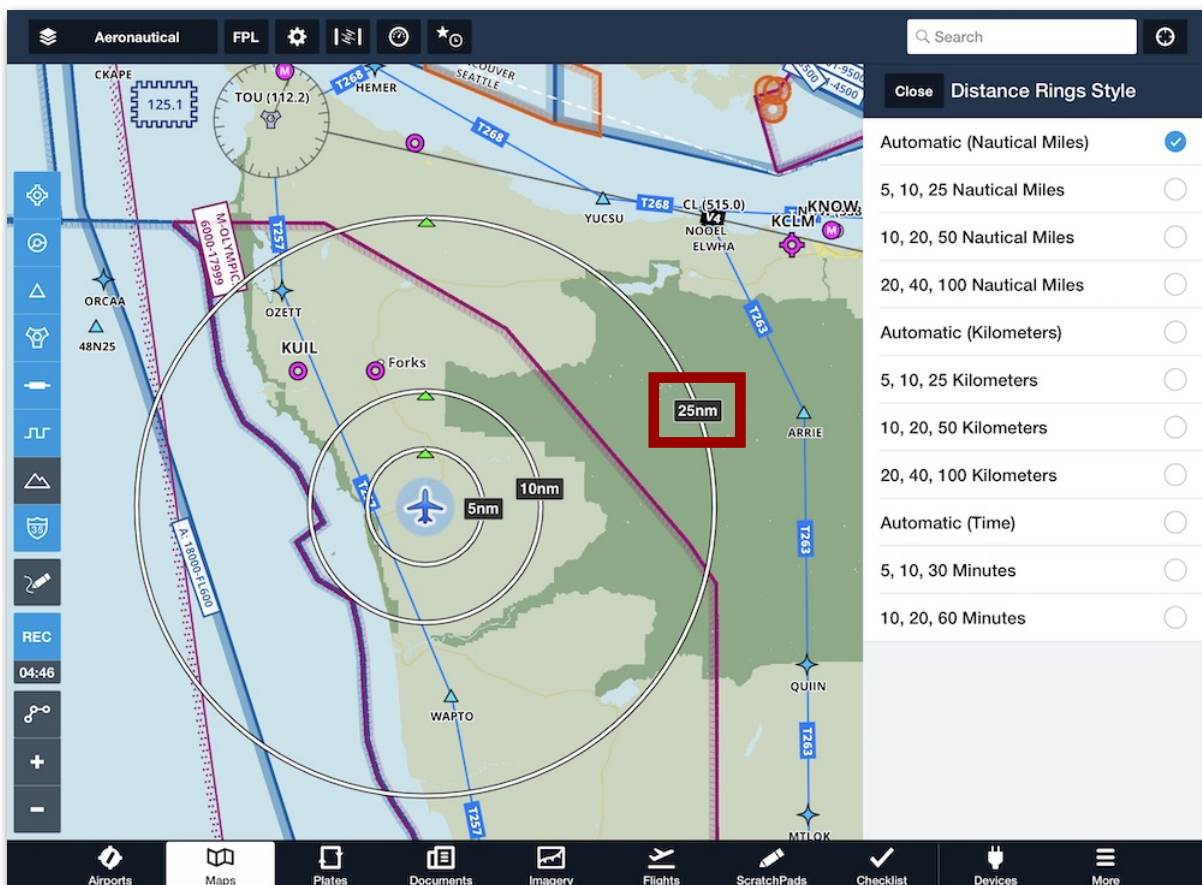 Aeronautical
FPL
Search
Close
Distance Rings Style
Automatic (Nautical Miles)
5, 10, 25 Nautical Miles
10, 20, 50 Nautical Miles
20, 40, 100 Nautical Miles
Automatic (Kilometers)
5, 10, 25 Kilometers
10, 20, 50 Kilometers
20, 40, 100 Kilometers
Automatic (Time)
5, 10, 30 Minutes
10, 20, 60 Minutes
CKAPE
125.1
TOU (112.2)
M
T268
HEMER
SEATTLE
T268
YUCSU
T268
CL (515.0)
V4
NOOEL
ELWHA
KNOW
KCLM
M
M-OLYMPIC
6000-17999
T257
ORCAA
48N25
OZETT
KUIL
Forks
T263
25nm
ARRIE
10nm
5nm
A: 18000-FL600
T263
QUIIN
WAPTO
T263
T257
MTLOK
35
REC
04:46
Airports
Maps
Plates
Documents
Imagery
Flights
ScratchPads
Checklist
Devices
More